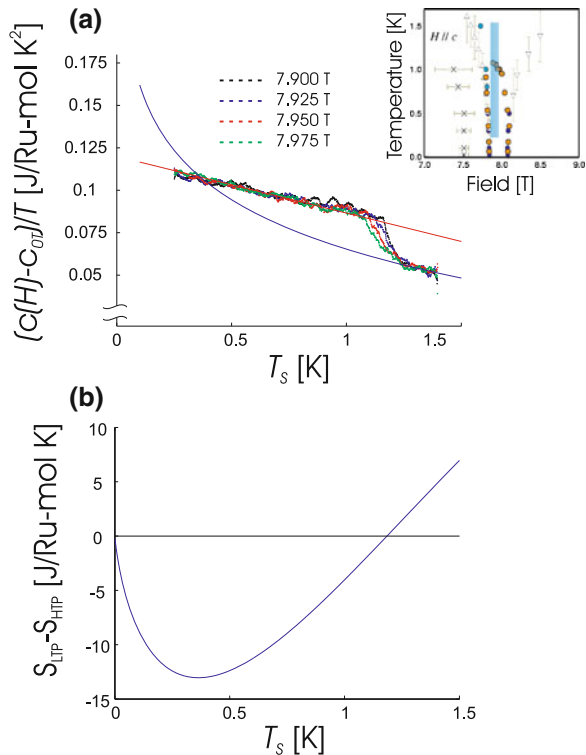 (a)
(c(H)-c0T)/T [J/Ru-mol K²]
0.175
0.15
0.125
0.1
0.075
0.05
0
0.5
1
1.5
Ts [K]
7.900 T
7.925 T
7.950 T
7.975 T
Temperature [K]
1.5
1.0
0.5
0.0
H // c
7.0
7.5
8.0
8.5
9.0
Field [T]
(b)
SLTP-SHTP [J/Ru-mol K]
10
5
0
-5
-10
-15
0
0.5
1
1.5
Ts [K]